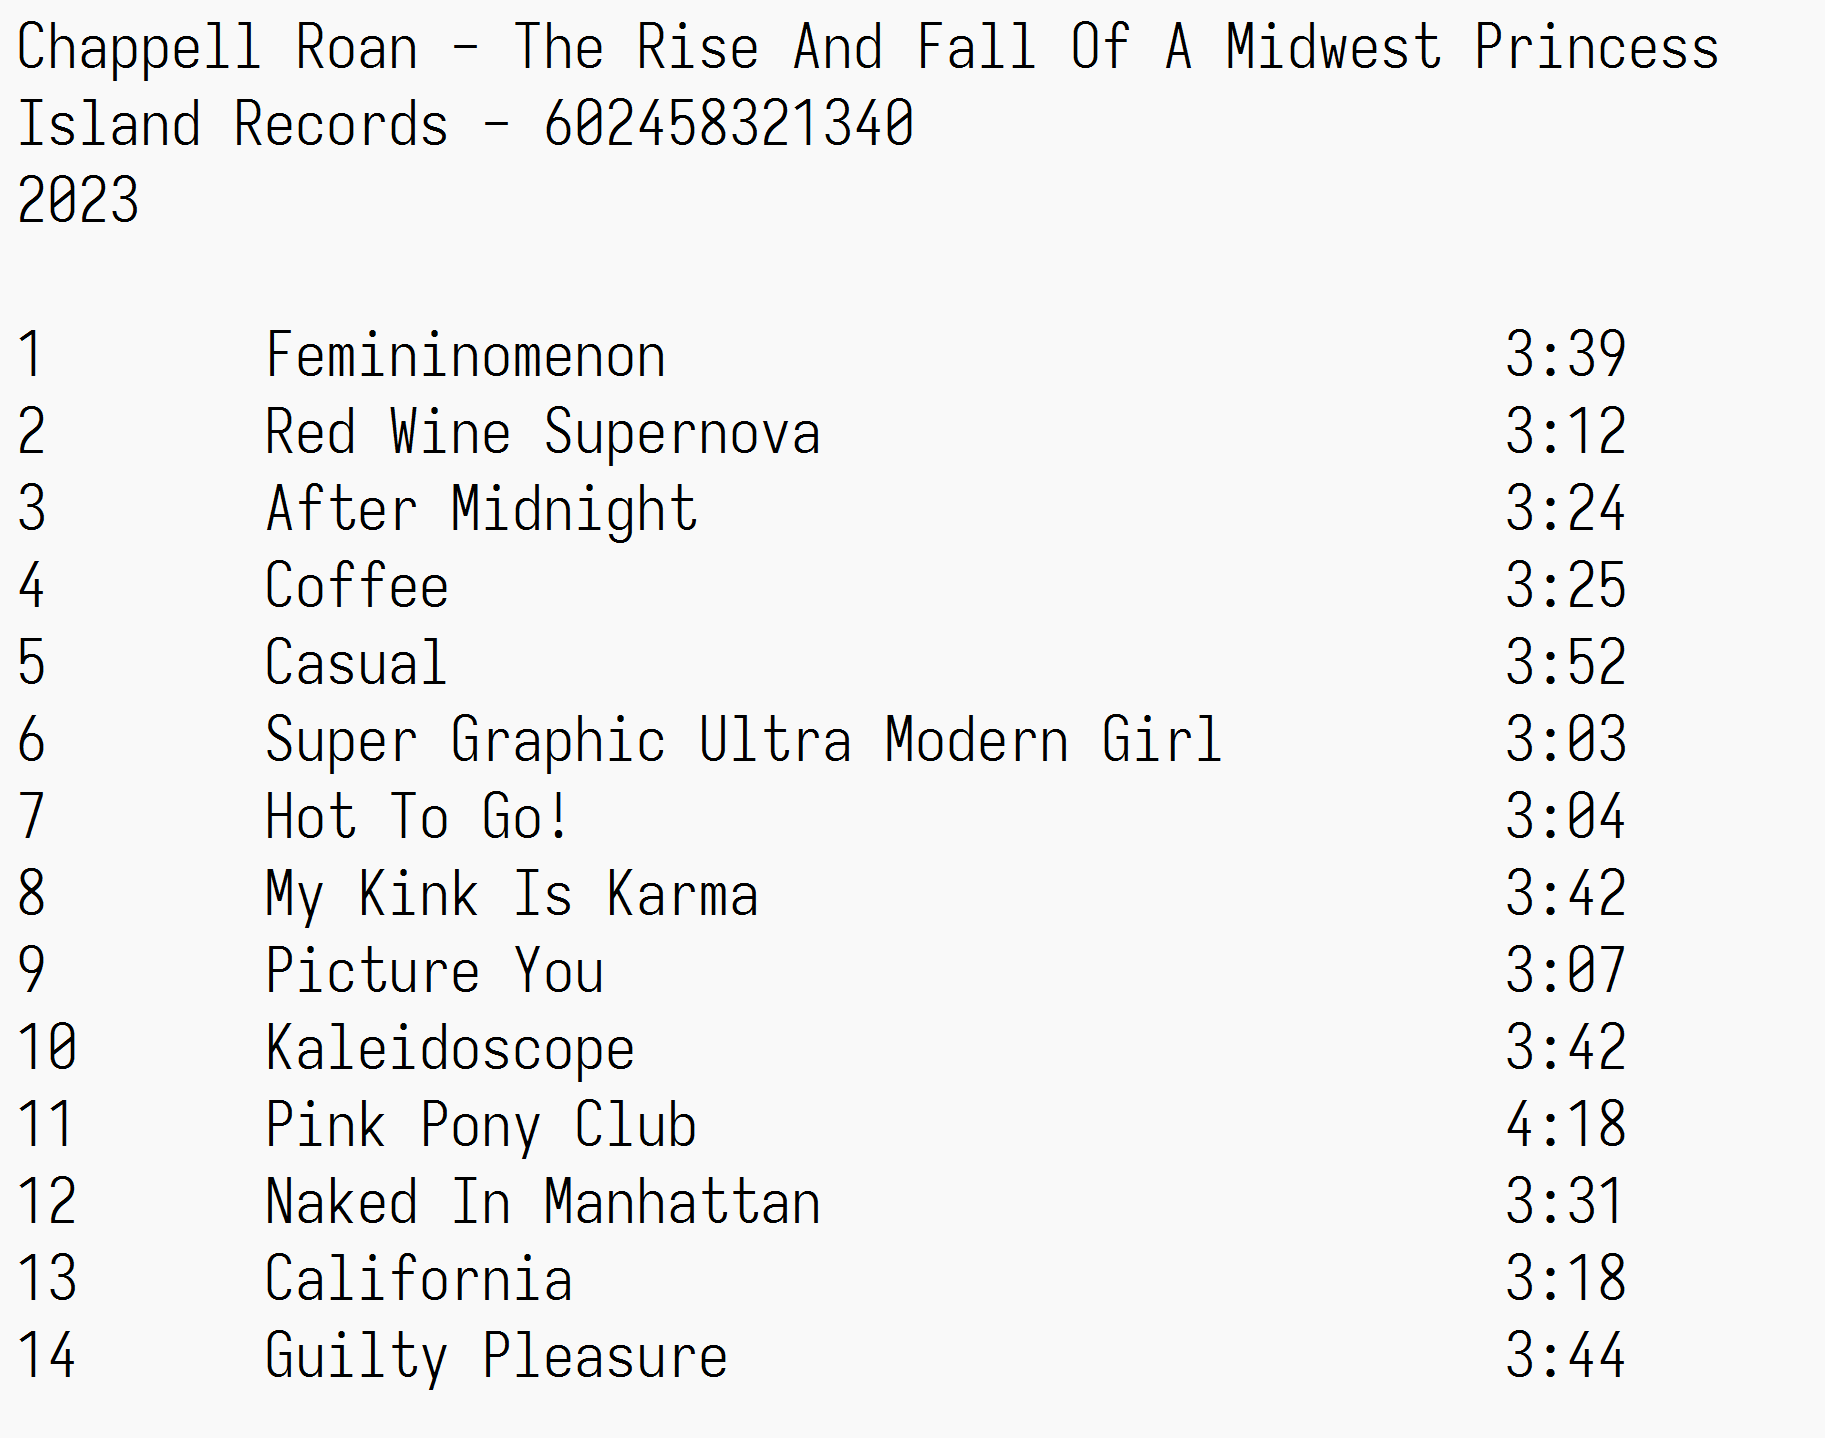 Chappell Roan - The Rise And Fall Of A Midwest Princess
Island Records - 602458321340
2023

1 Femininomenon 3:39
2 Red Wine Supernova 3:12
3 After Midnight 3:24
4 Coffee 3:25
5 Casual 3:52
6 Super Graphic Ultra Modern Girl 3:03
7 Hot To Go! 3:04
8 My Kink Is Karma 3:42
9 Picture You 3:07
10 Kaleidoscope 3:42
11 Pink Pony Club 4:18
12 Naked In Manhattan 3:31
13 California 3:18
14 Guilty Pleasure 3:44